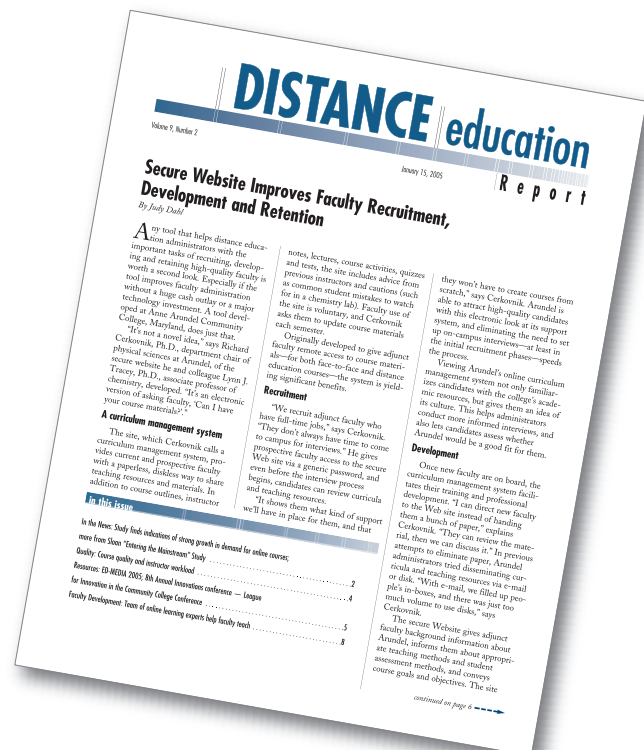 DISTANCE education
Report
Volume 9, Number 2
January 15, 2005
Secure Website Improves Faculty Recruitment,
Development and Retention
By Judy Dahl
Any tool that helps distance educa-
tion administrators with the
important tasks of recruiting, develop-
ing and retaining high-quality faculty is
worth a second look. Especially if the
tool improves faculty administration
without a huge cash outlay or a major
technology investment. A tool devel-
oped at Anne Arundel Community
College, Maryland, does just that.
"It's not a novel idea," says Richard
Cerkovnik, Ph.D., department chair of
physical sciences at Arundel, of the
secure website he and colleague Lynn J.
Tracey, Ph.D., associate professor of
chemistry, developed. "It's an electronic
version of asking faculty, 'Can I have
your course materials?'."
A curriculum management system
The site, which Cerkovnik calls a
curriculum management system, pro-
vides current and prospective faculty
with a paperless, diskless way to share
teaching resources and materials. In
addition to course outlines, instructor
notes, lectures, course activities, quizzes
and tests, the site includes advice from
previous instructors and cautions (such
as common student mistakes to watch
for in a chemistry lab). Faculty use of
the site is voluntary, and Cerkovnik
asks them to update course materials
each semester.
Originally developed to give adjunct
faculty remote access to course materi-
als—for both face-to-face and distance
education courses—the system is yield-
ing significant benefits.
Recruitment
"We recruit adjunct faculty who
have full-time jobs," says Cerkovnik.
"They don't always have time to come
to campus for interviews." He gives
prospective faculty access to the secure
Web site via a generic password, and
even before the interview process
begins, candidates can review curricula
and teaching resources.
"It shows them what kind of support
we'll have in place for them, and that
they won't have to create courses from
scratch," says Cerkovnik. Arundel is
able to attract high-quality candidates
with this electronic look at its support
system, and eliminating the need to set
up on-campus interviews—at least in
the initial recruitment phases—speeds
the process.
Viewing Arundel's online curriculum
management system not only familiar-
izes candidates with the college's acade-
mic resources, but gives them an idea of
its culture. This helps administrators
conduct more informed interviews, and
also lets candidates assess whether
Arundel would be a good fit for them.
Development
Once new faculty are on board, the
curriculum management system facili-
tates their training and professional
development. "I can direct new faculty
to the Web site instead of handing
them a bunch of paper," explains
Cerkovnik. "They can review the mate-
rial, then we can discuss it." In previous
attempts to eliminate paper, Arundel
administrators tried disseminating cur-
ricula and teaching resources via e-mail
or disk. "With e-mail, we filled up peo-
ple's in-boxes, and there was just too
much volume to use disks," says
Cerkovnik.
The secure Website gives adjunct
faculty background information about
Arundel, informs them about appropri-
ate teaching methods and student
assessment methods, and conveys
course goals and objectives. The site
continued on page 6
in this issue
In the News: Study finds indications of strong growth in demand for online courses;
more from Sloan "Entering the Mainstream" Study ........ 2
Quality: Course quality and instructor workload ........ 4
Resources: ED-MEDIA 2005; 8th Annual Innovations conference — League
for Innovation in the Community College Conference ........ 5
Faculty Development: Team of online learning experts help faculty teach ........ 8